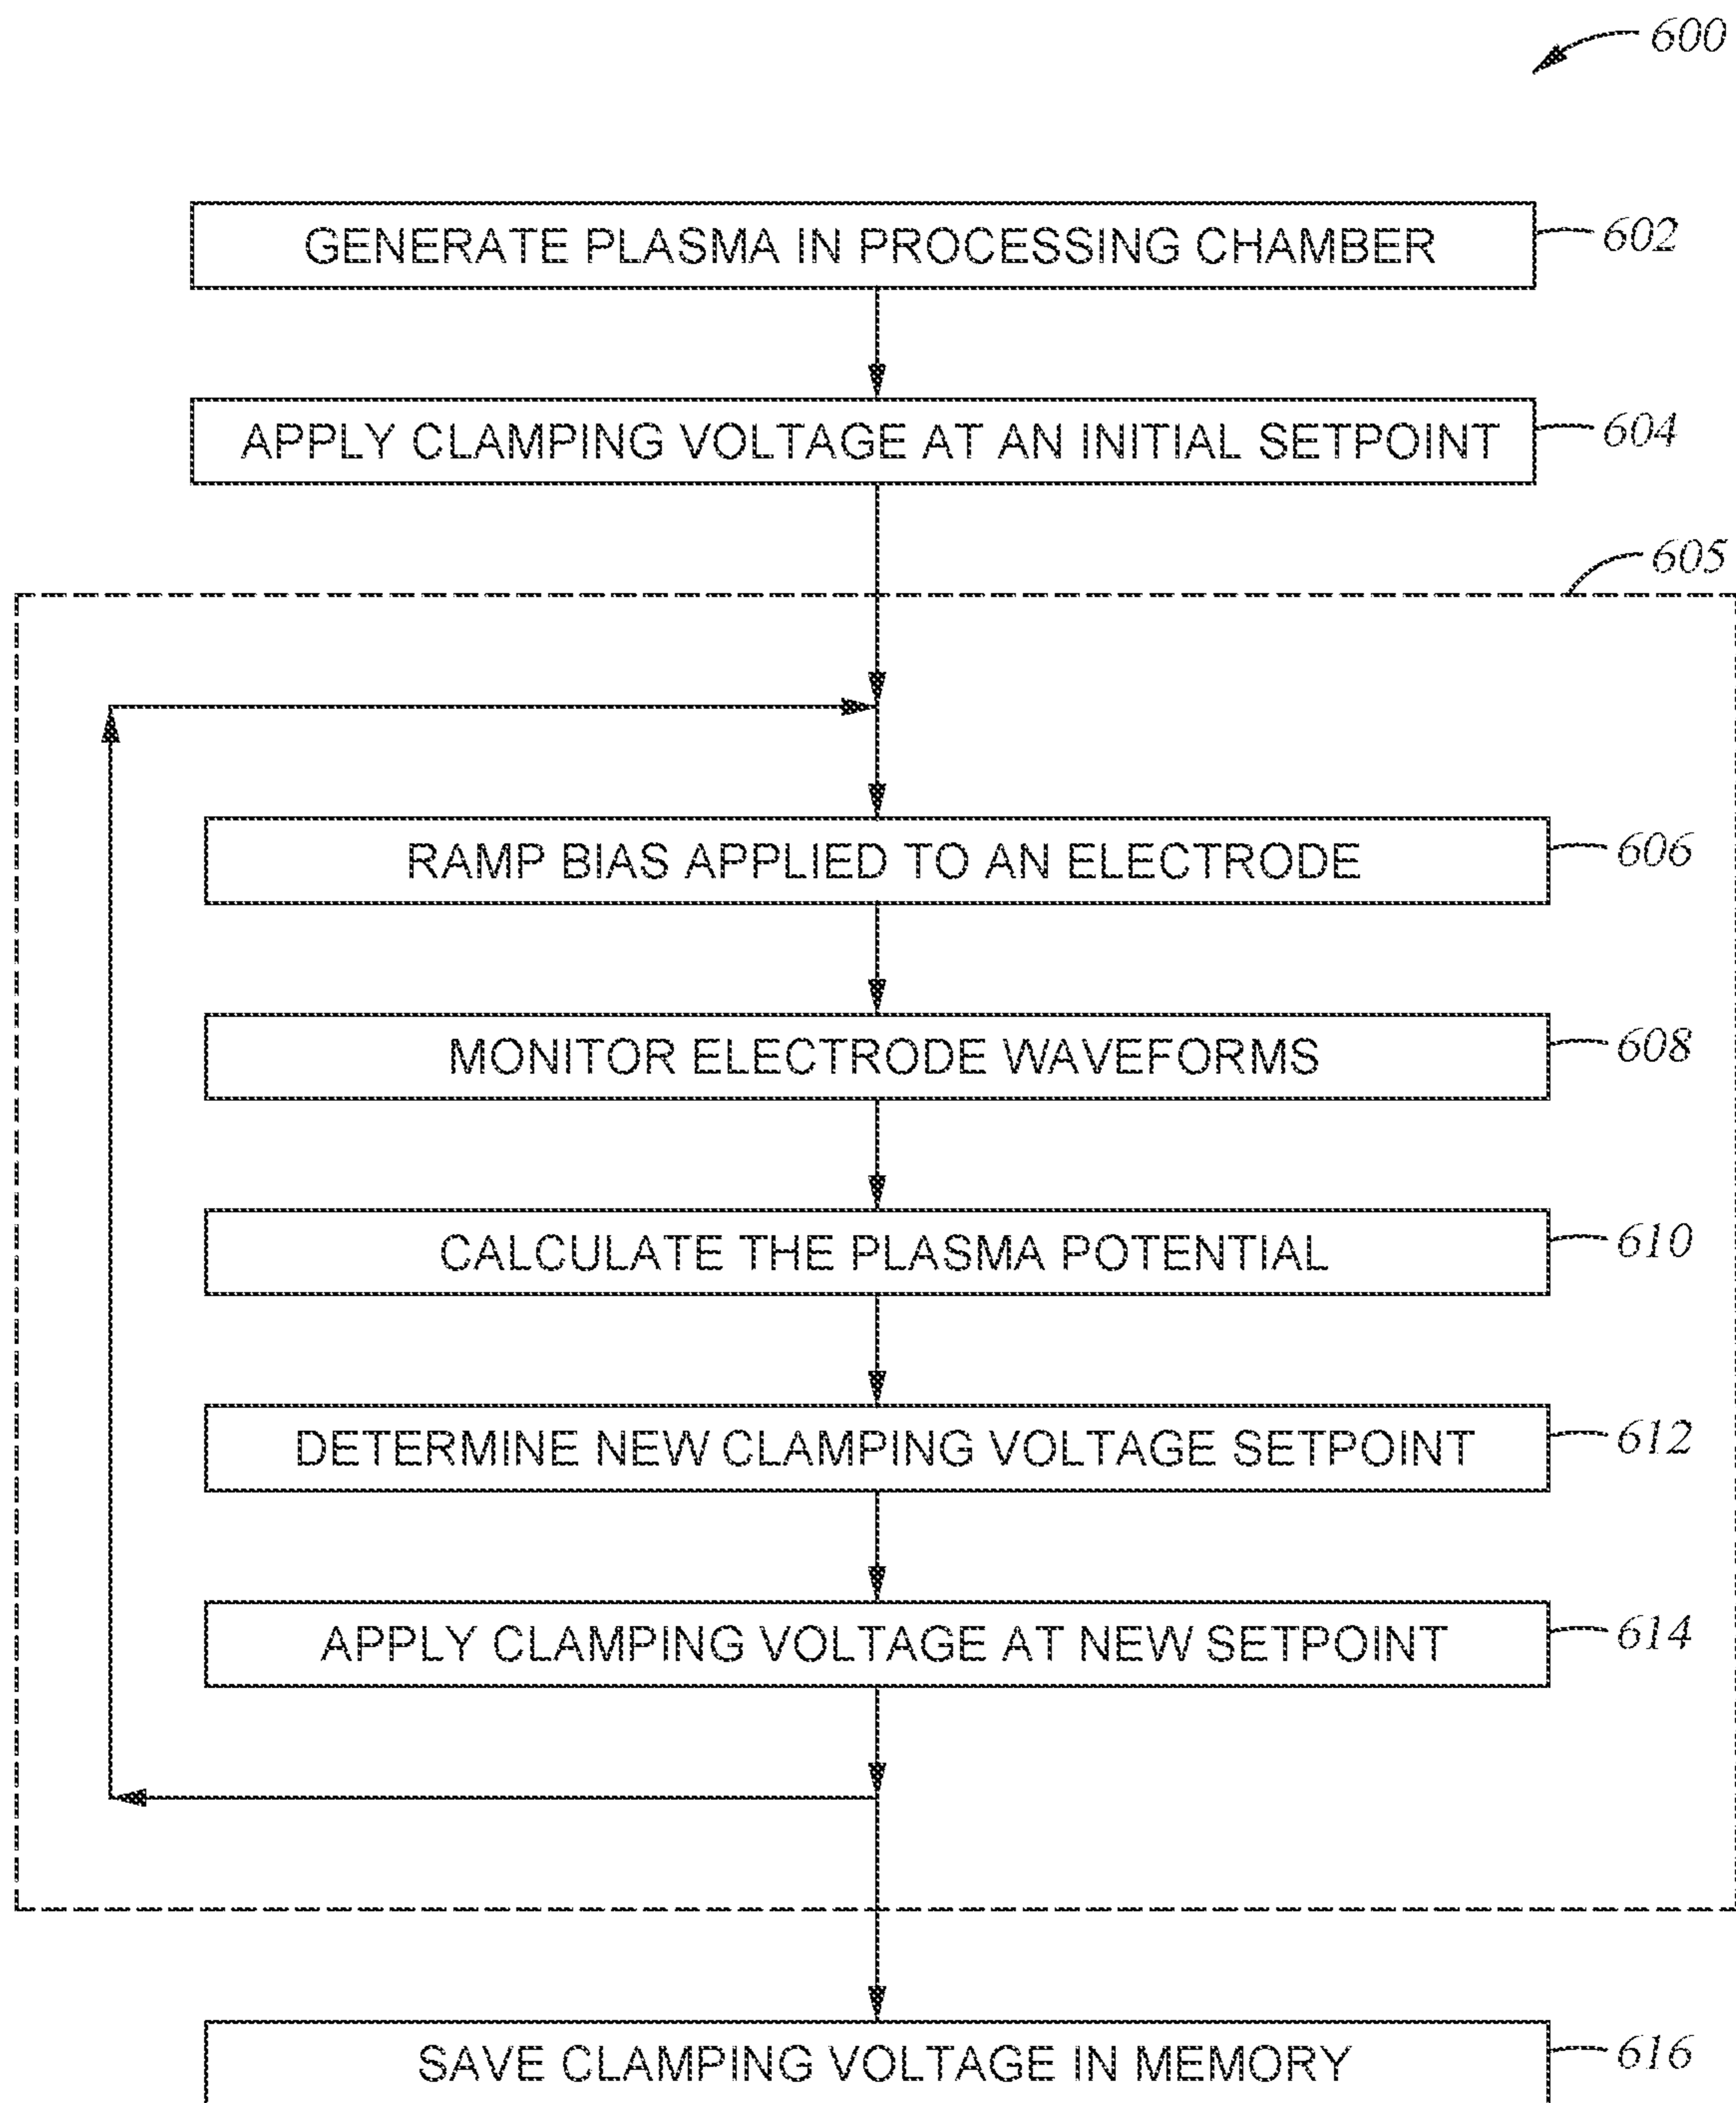 600
GENERATE PLASMA IN PROCESSING CHAMBER 602
APPLY CLAMPING VOLTAGE AT AN INITIAL SETPOINT 604
605
RAMP BIAS APPLIED TO AN ELECTRODE 606
MONITOR ELECTRODE WAVEFORMS 608
CALCULATE THE PLASMA POTENTIAL 610
DETERMINE NEW CLAMPING VOLTAGE SETPOINT 612
APPLY CLAMPING VOLTAGE AT NEW SETPOINT 614
SAVE CLAMPING VOLTAGE IN MEMORY 616